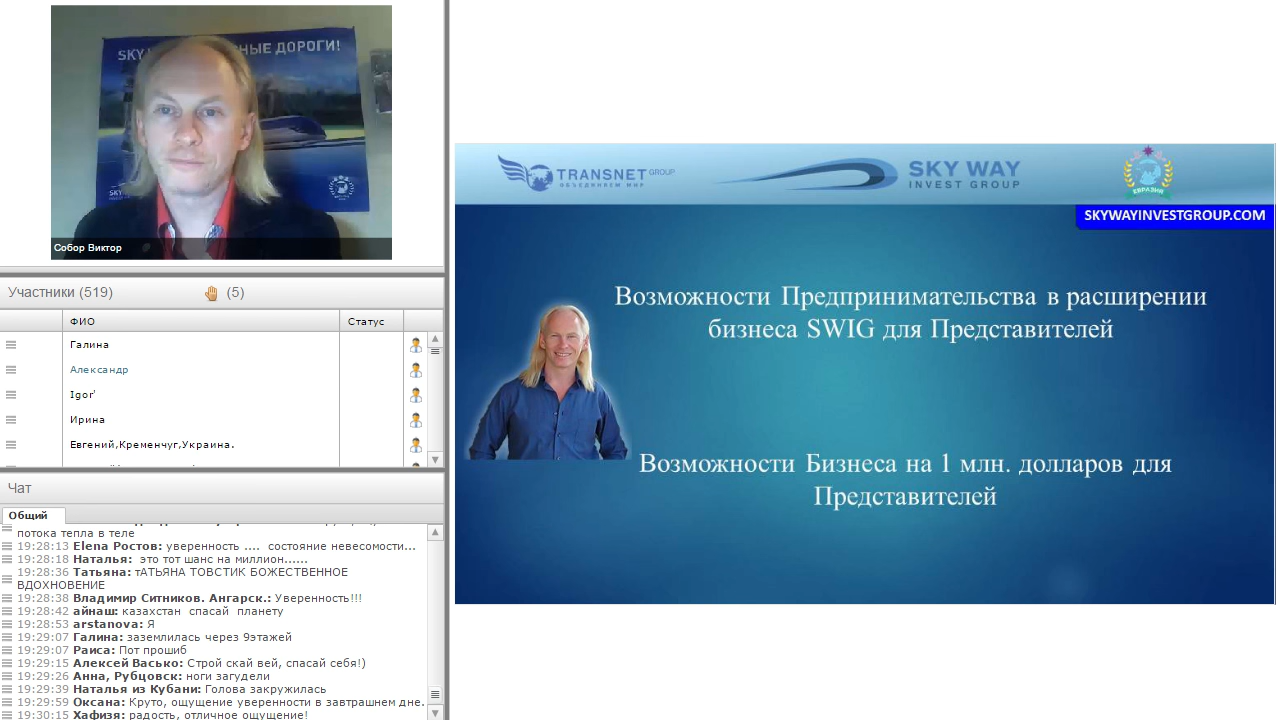 SKY
НЫЕ ДОРОГИ!
Собор Виктор
Участники (519)
(5)
ФИО
Статус
Галина
Александр
Igor'
Ирина
Евгений,Кременчуг,Украина.
Чат
Общий
потока тепла в теле
19:28:13 Elena Ростов: уверенность .... состояние невесомости...
19:28:18 Наталья: это тот шанс на миллион......
19:28:36 Татьяна: тАТЬЯНА ТОВСТИК БОЖЕСТВЕННОЕ
ВДОХНОВЕНИЕ
19:28:38 Владимир Ситников. Ангарск.: Уверенность!!!
19:28:42 айнаш: казахстан спасай планету
19:28:53 arstanova: Я
19:29:07 Галина: заземлилась через 9этажей
19:29:07 Раиса: Пот прошиб
19:29:15 Алексей Васько: Строй скай вей, спасай себя!)
19:29:26 Анна, Рубцовск: ноги загудели
19:29:39 Наталья из Кубани: Голова закружилась
19:29:59 Оксана: Круто, ощущение уверенности в завтрашнем дне.
19:30:15 Хафизя: радость, отличное ощущение!
TRANSNET GROUP
ОБЪЕДИНЯЕМ МИР
SKY WAY
INVEST GROUP
ЕВРАЗИЯ
SKYWAYINVESTGROUP.COM
Возможности Предпринимательства в расширении
бизнеса SWIG для Представителей
Возможности Бизнеса на 1 млн. долларов для
Представителей